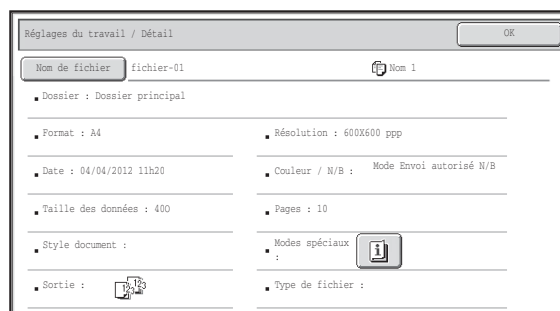 Réglages du travail / Détail
OK
Nom de fichier fichier-01 Nom 1
Dossier : Dossier principal
Format : A4 Résolution : 600X600 ppp
Date : 04/04/2012 11h20 Couleur / N/B : Mode Envoi autorisé N/B
Taille des données : 400 Pages : 10
Style document : Modes spéciaux :
Sortie : 123 123 Type de fichier :